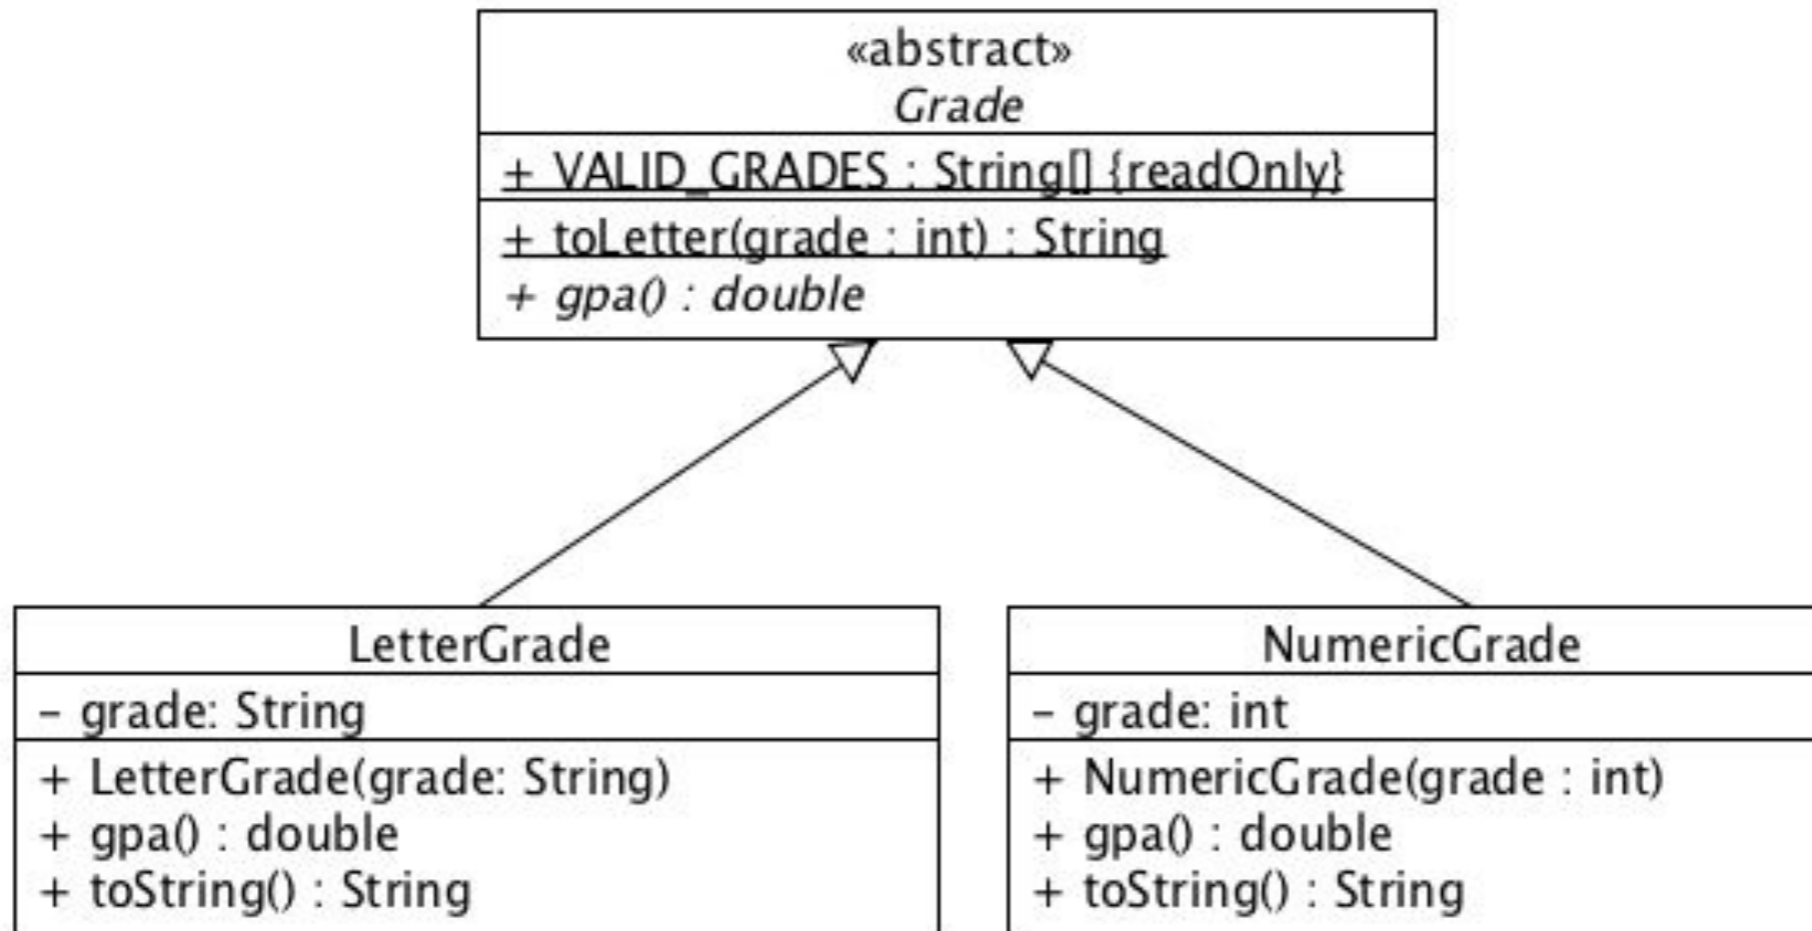 «abstract»
Grade
+ VALID_GRADES : String[] {readOnly}
+ toLetter(grade : int) : String
+ gpa() : double
LetterGrade
- grade: String
+ LetterGrade(grade: String)
+ gpa() : double
+ toString() : String
NumericGrade
- grade: int
+ NumericGrade(grade : int)
+ gpa() : double
+ toString() : String